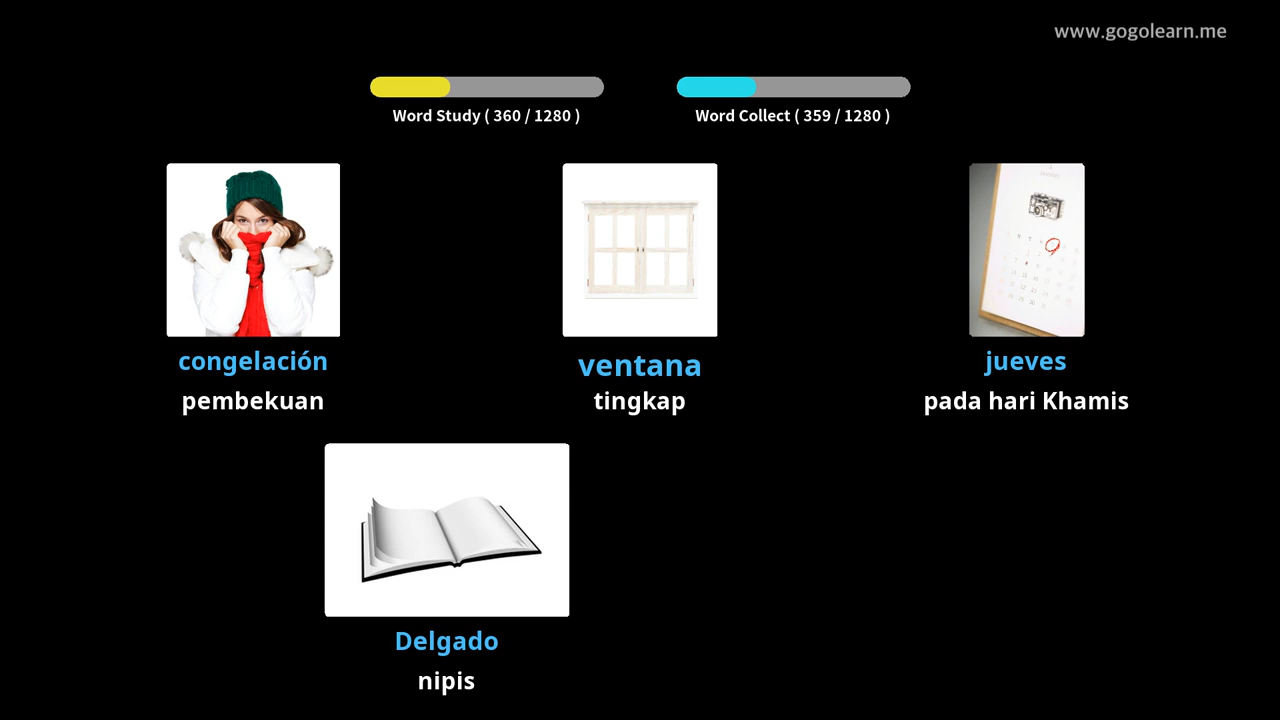 www.gogolearn.me
Word Study ( 360 / 1280 )
Word Collect ( 359 / 1280 )
congelación
pembekuan
ventana
tingkap
jueves
pada hari Khamis
Delgado
nipis